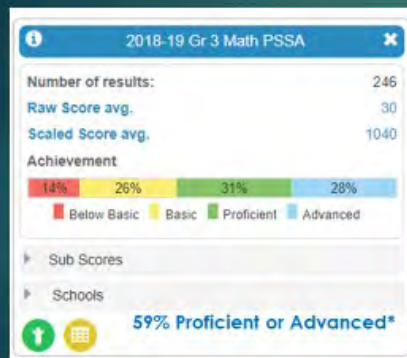 2018-19 Gr 3 Math PSSA
Number of results: 246
Raw Score avg. 30
Scaled Score avg. 1040
Achievement
14% 26% 31% 28%
Below Basic Basic Proficient Advanced
Sub Scores
Schools
59% Proficient or Advanced*